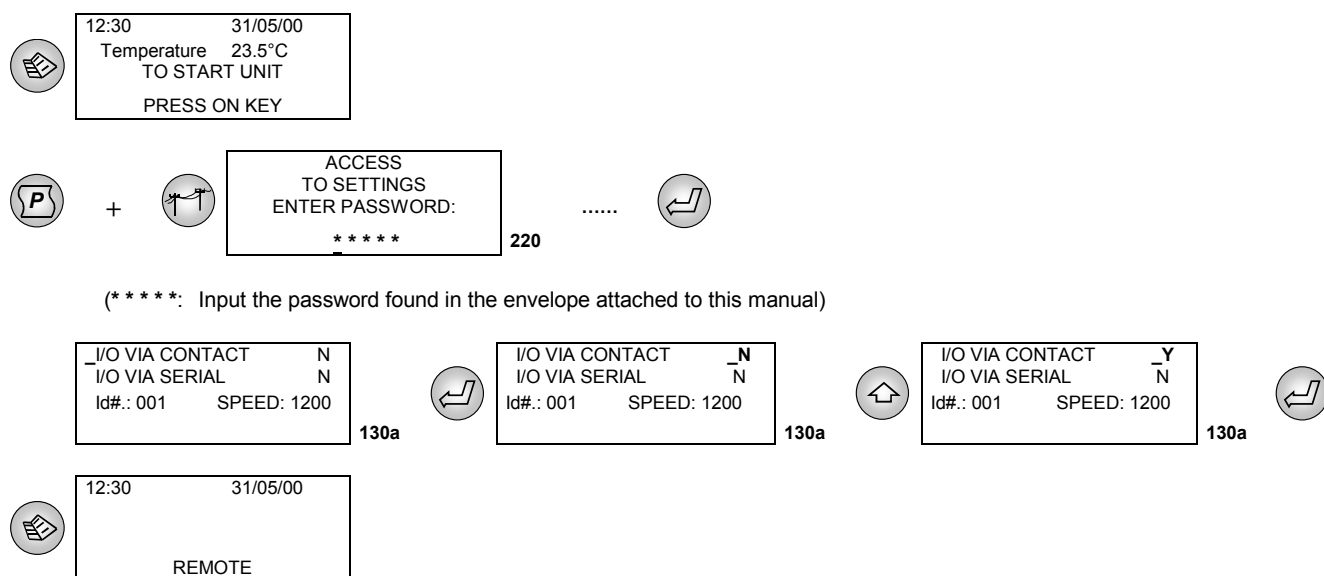 12:30 31/05/00
Temperature 23.5°C
TO START UNIT
PRESS ON KEY
P + ACCESS
TO SETTINGS
ENTER PASSWORD:
* * * * * 220
......
(* * * * *: Input the password found in the envelope attached to this manual)
_I/O VIA CONTACT N
I/O VIA SERIAL N
Id#.: 001 SPEED: 1200
130a
I/O VIA CONTACT _N
I/O VIA SERIAL N
Id#.: 001 SPEED: 1200
130a
I/O VIA CONTACT _Y
I/O VIA SERIAL N
Id#.: 001 SPEED: 1200
130a
12:30 31/05/00
REMOTE